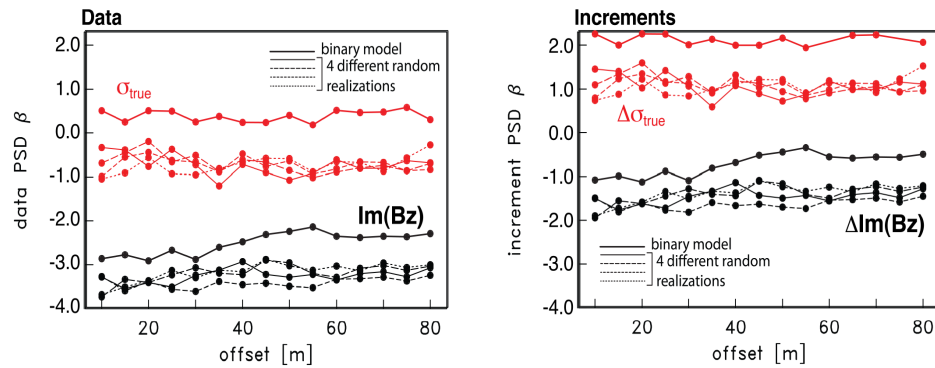 Data
2.0
1.0
0.0
-1.0
-2.0
-3.0
-4.0
data PSD β
20
40
60
80
offset [m]
binary model
4 different random
realizations
σtrue
Im(Bz)
Increments
2.0
1.0
0.0
-1.0
-2.0
-3.0
-4.0
increment PSD β
20
40
60
80
offset [m]
Δσtrue
ΔIm(Bz)
binary model
4 different random
realizations